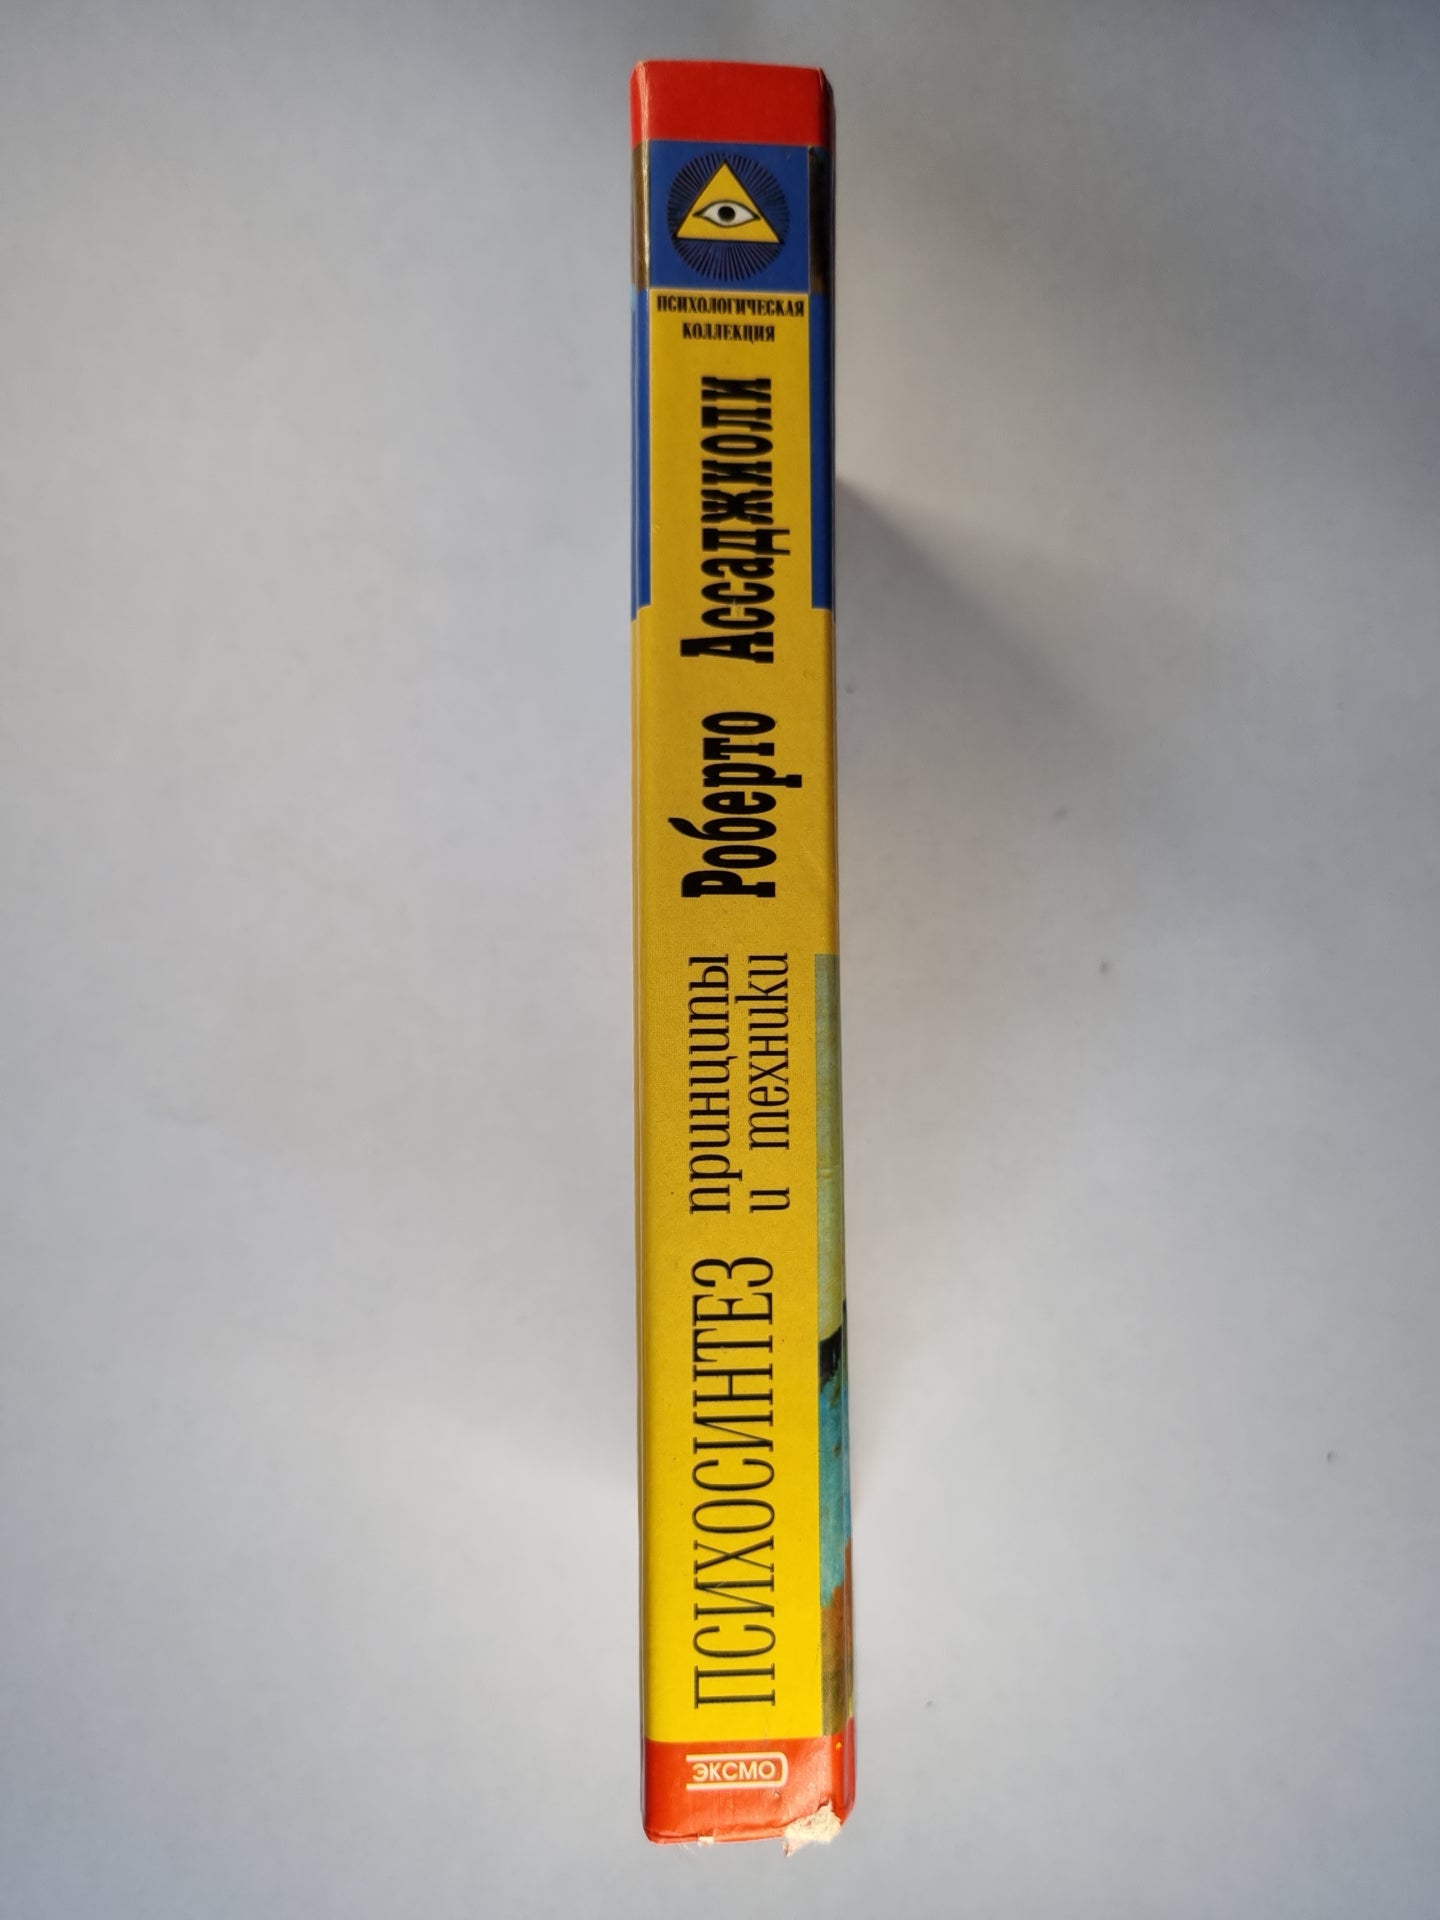 ПСИХОЛОГИЧЕСКАЯ
КОЛЛЕКЦИЯ
Роберто Ассаджиоли
ПСИХОСИНТЕЗ
принципы
и техники
ЭКСМО